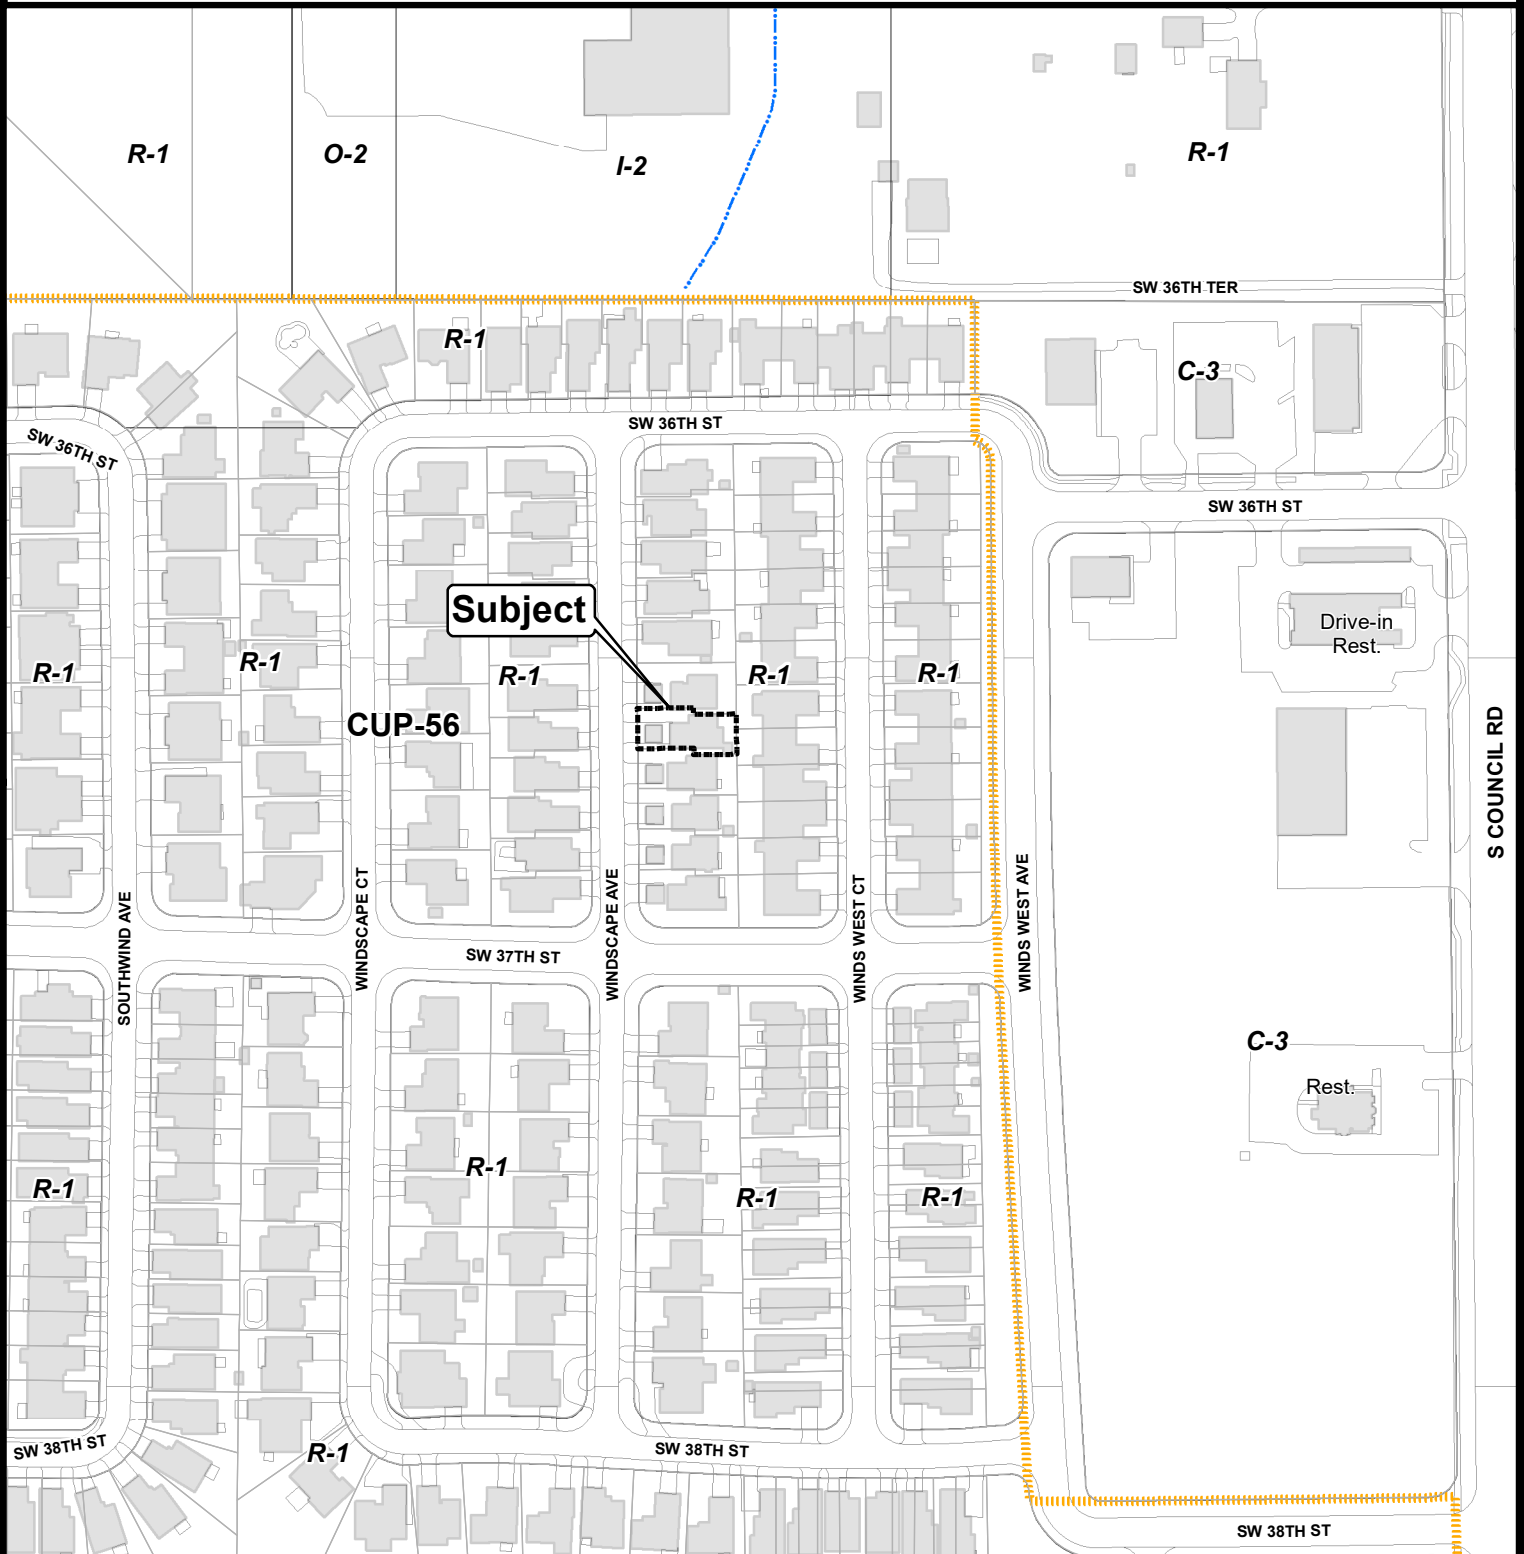 R-1
O-2
I-2
R-1
SW 36TH TER
R-1
C-3
SW 36TH ST
SW 36TH ST
SW 36TH ST
Subject
Drive-in
Rest.
R-1
R-1
R-1
R-1
R-1
CUP-56
S COUNCIL RD
SOUTHWIND AVE
WINDSCAPE CT
WINDSCAPE AVE
WINDS WEST CT
WINDS WEST AVE
SW 37TH ST
C-3
Rest.
R-1
R-1
R-1
R-1
SW 38TH ST
R-1
SW 38TH ST
SW 38TH ST